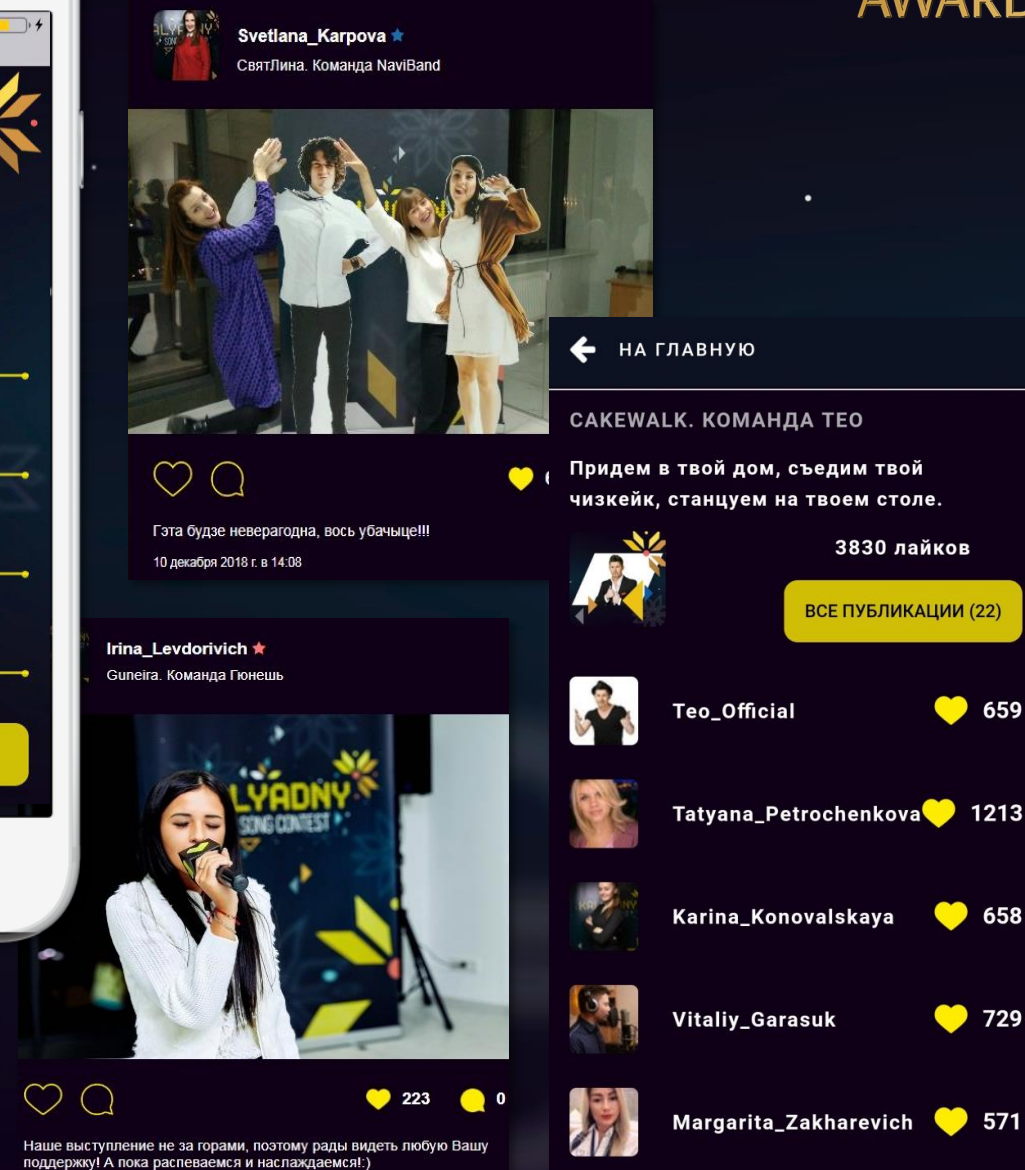 AWARD
Svetlana_Karpova
СвятЛина. Команда NaviBand
Гэта будзе неверагодна, вось убачыце!!!
10 декабря 2018 г. в 14:08
Irina_Levdorivich
Guneira. Команда Гюнешь
LYADNY
SONG CONTEST
223 0
Наше выступление не за горами, поэтому рады видеть любую Вашу
поддержку! А пока распеваемся и наслаждаемся!:)
НА ГЛАВНУЮ
CAKEWALK. КОМАНДА ТЕО
Придем в твой дом, съедим твой
чизкейк, станцуем на твоем столе.
3830 лайков
ВСЕ ПУБЛИКАЦИИ (22)
Teo_Official 659
Tatyana_Petrochenkova 1213
Karina_Konovalskaya 658
Vitaliy_Garasuk 729
Margarita_Zakharevich 571